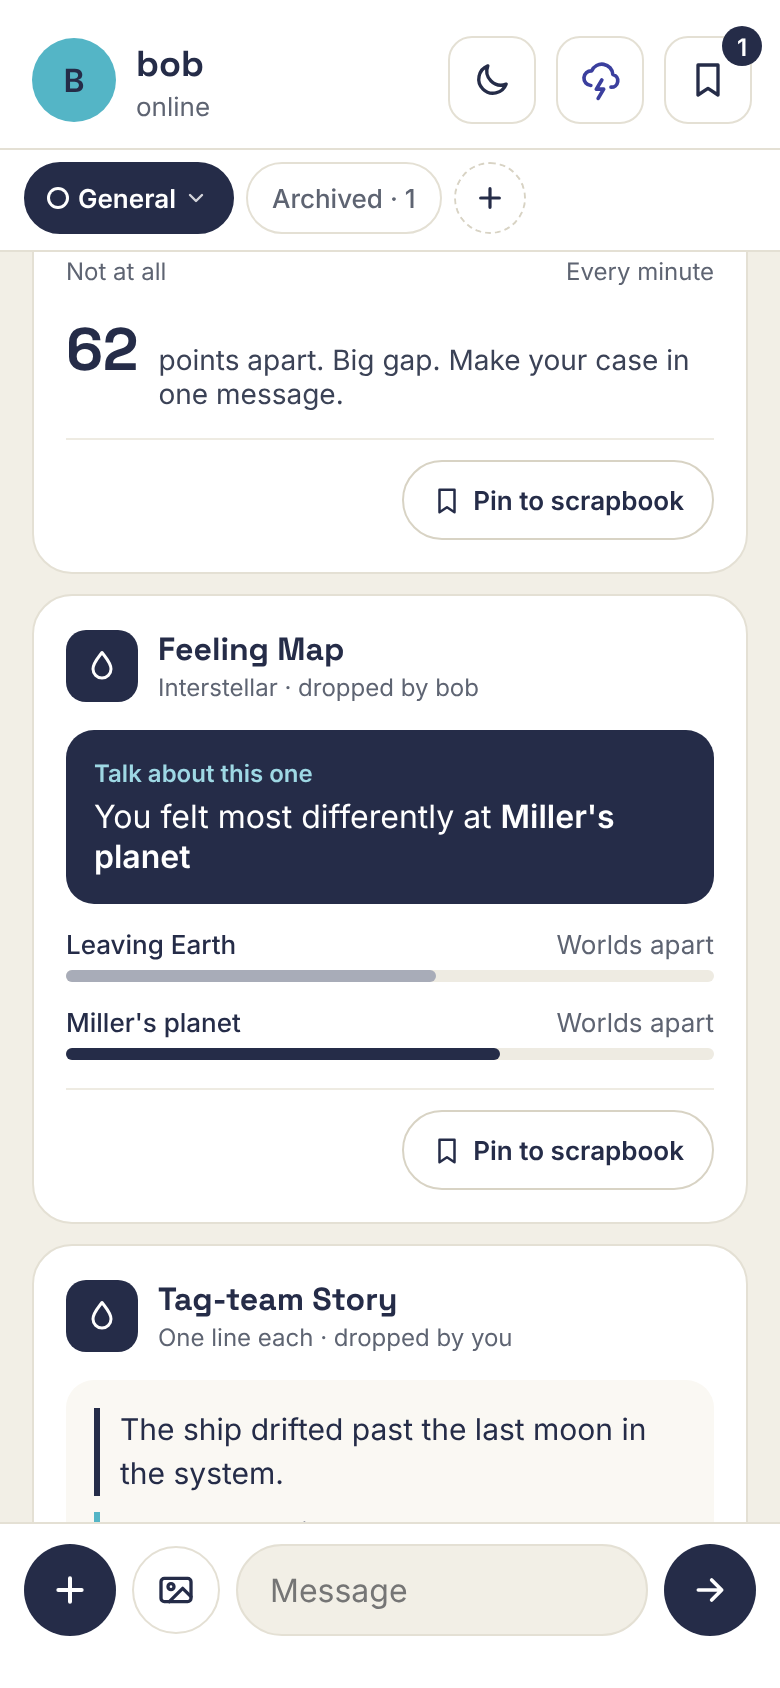 B
bob
online
1
General
Archived · 1
Not at all
Every minute
62
points apart. Big gap. Make your case in
one message.
Pin to scrapbook
Feeling Map
Interstellar · dropped by bob
Talk about this one
You felt most differently at Miller's
planet
Leaving Earth
Worlds apart
Miller's planet
Worlds apart
Pin to scrapbook
Tag-team Story
One line each · dropped by you
The ship drifted past the last moon in
the system.
Message